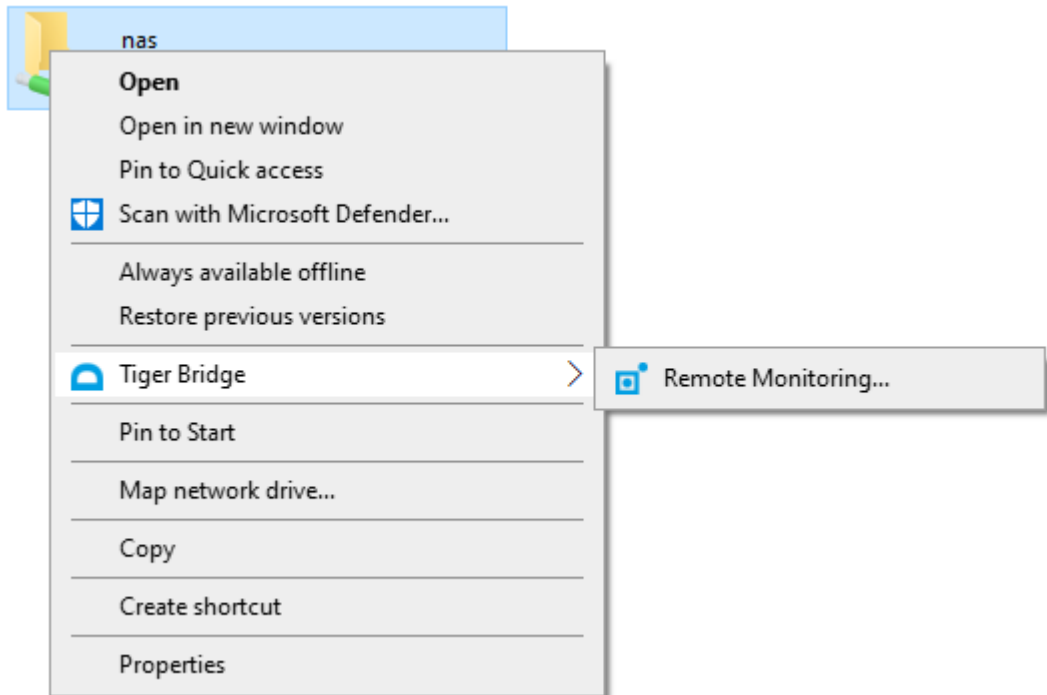 nas
Open
Open in new window
Pin to Quick access
Scan with Microsoft Defender...
Always available offline
Restore previous versions
Tiger Bridge
Remote Monitoring...
Pin to Start
Map network drive...
Copy
Create shortcut
Properties